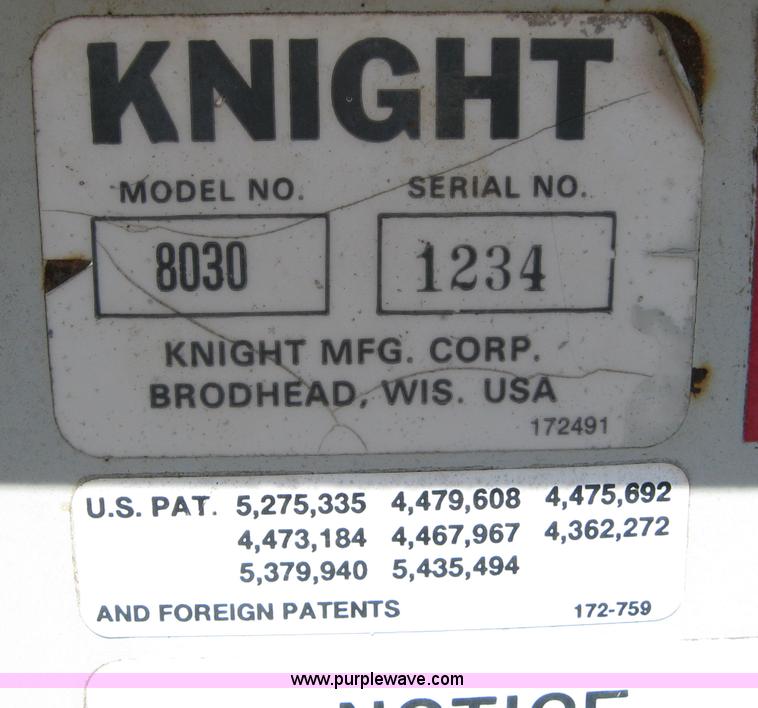 KNIGHT
MODEL NO. SERIAL NO.
8030 1234
KNIGHT MFG. CORP.
BRODHEAD, WIS. USA
172491
U.S. PAT. 5,275,335 4,479,608 4,475,692
4,473,184 4,467,967 4,362,272
5,379,940 5,435,494
AND FOREIGN PATENTS 172-759
www.purplewave.com
NOTICE